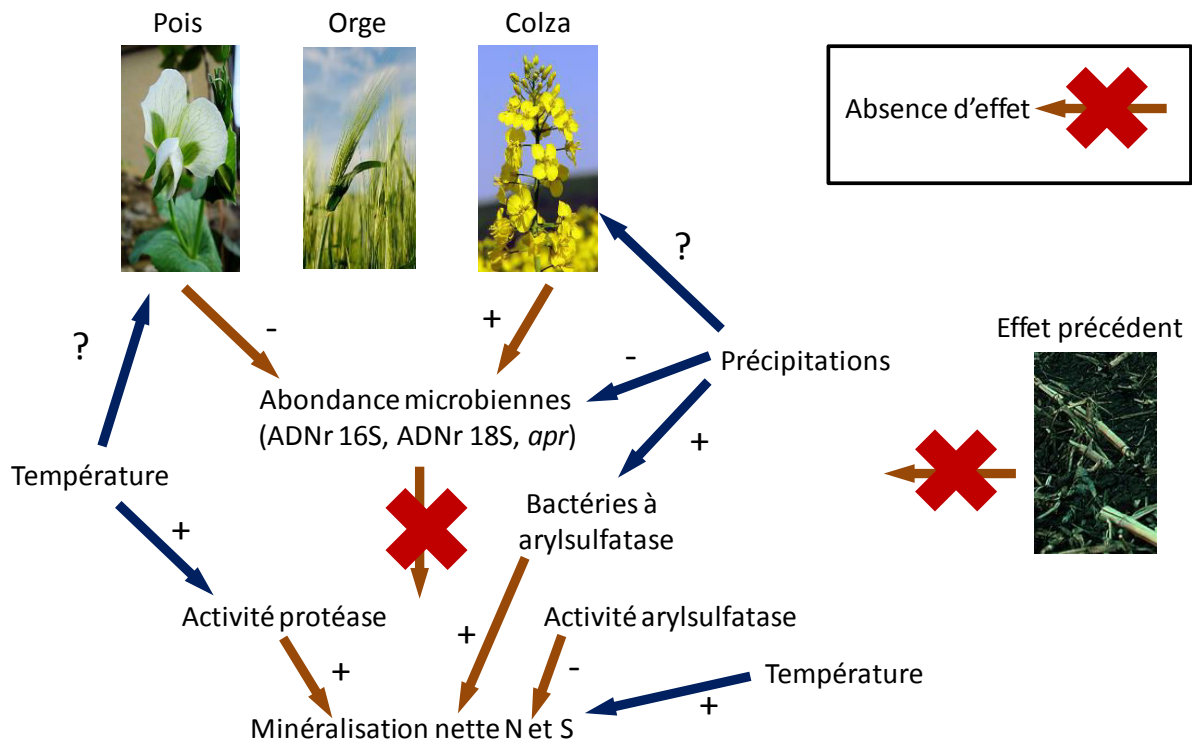 Pois
Orge
Colza
Absence d'effet
?
?
-
+
-
Précipitations
Effet précédent
Abondance microbiennes
(ADNr 16S, ADNr 18S, apr)
+
Température
+
Bactéries à
arylsulfatase
Activité protéase
Activité arylsulfatase
+
+
-
Température
+
Minéralisation nette N et S